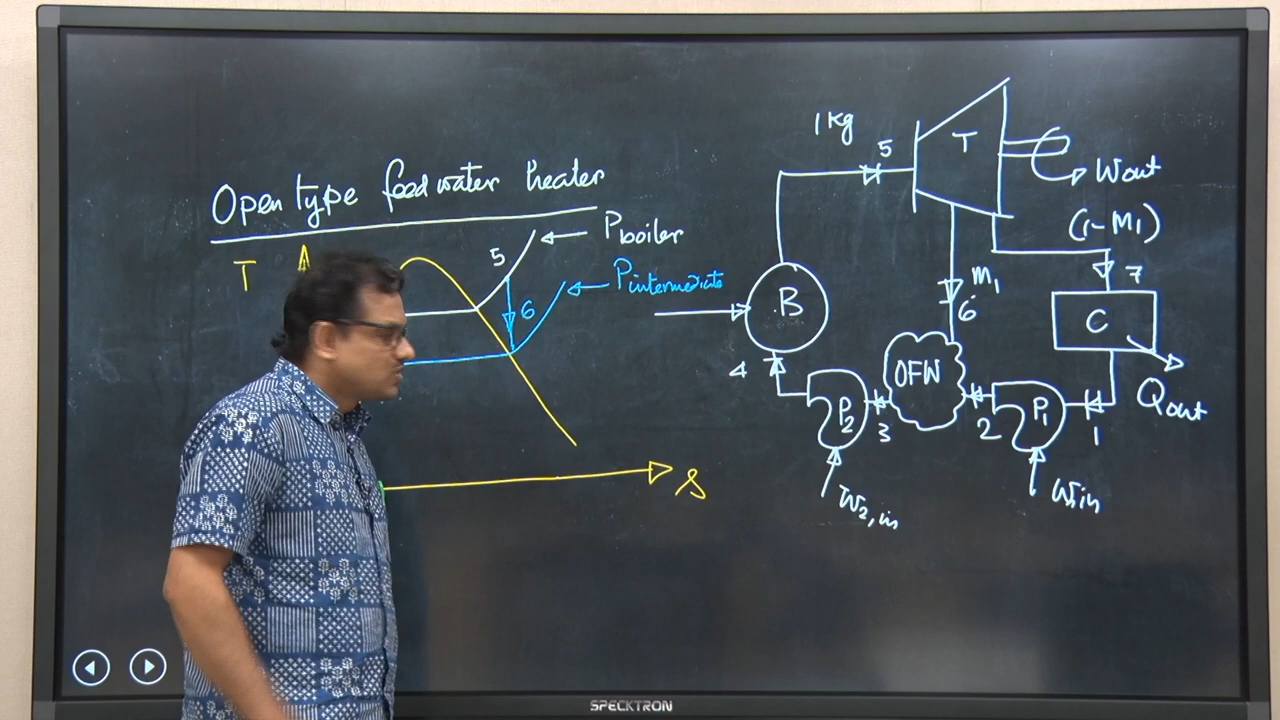 Open type feedwater heater
T
5
Pboiler
6
Pintermediate
s
1 Kg
5
T
Wout
(1-M1)
M1
7
6
B
C
4
OFW
Qout
P2
3
2
P1
1
W2,in
W1in
SPECKTRON